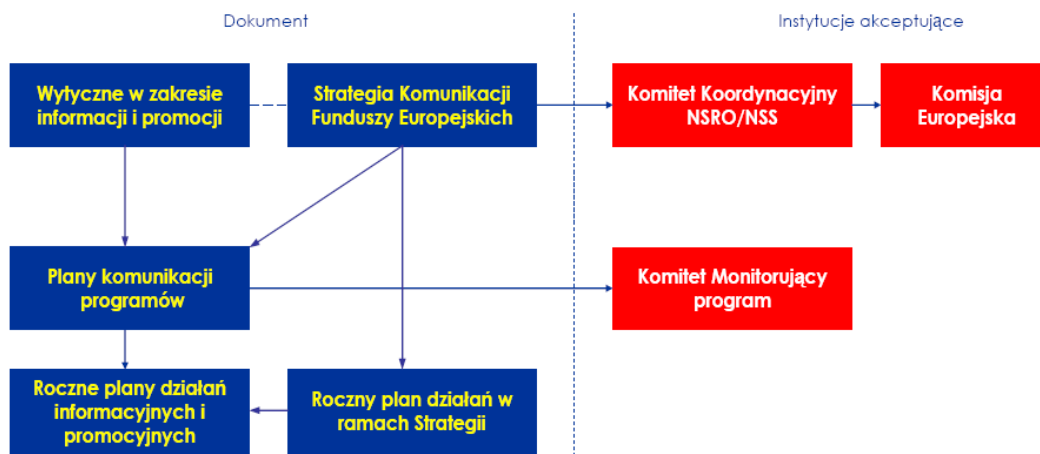 Dokument
Instytucje akceptujące
Wytyczne w zakresie
informacji i promocji
Strategia Komunikacji
Funduszy Europejskich
Komitet Koordynacyjny
NSRO/NSS
Komisja
Europejska
Plany komunikacji
programów
Komitet Monitorujący
program
Roczne plany działań
informacyjnych i
promocyjnych
Roczny plan działań w
ramach Strategii